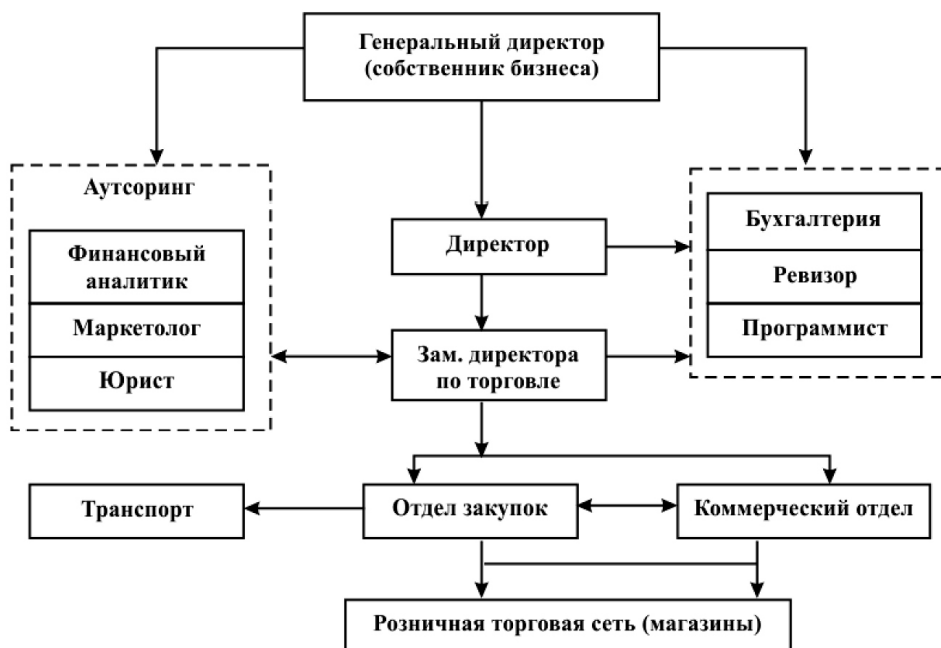 Генеральный директор
(собственник бизнеса)
Аутсоринг
Финансовый
аналитик
Маркетолог
Юрист
Директор
Зам. директора
по торговле
Бухгалтерия
Ревизор
Программист
Транспорт
Отдел закупок
Коммерческий отдел
Розничная торговая сеть (магазины)